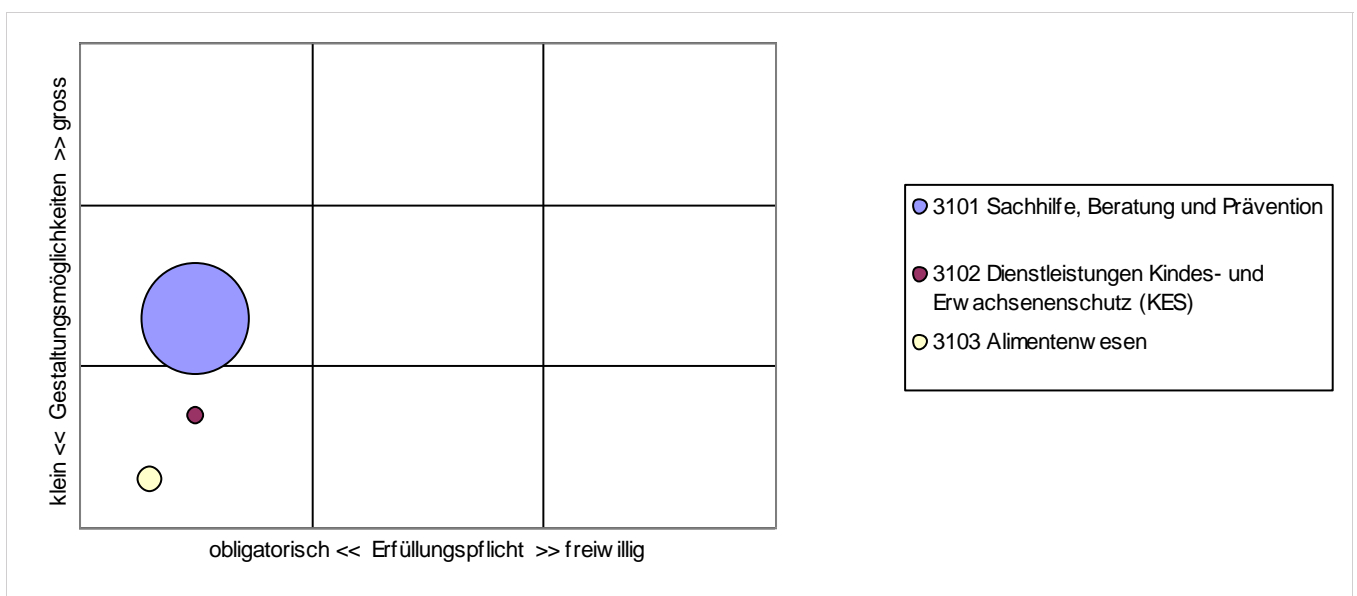 klein << Gestaltungsmöglichkeiten >> gross
obligatorisch << Erfüllungspflicht >> freiwillig
3101 Sachhilfe, Beratung und Prävention
3102 Dienstleistungen Kindes- und
Erwachsenenschutz (KES)
3103 Alimentenwesen